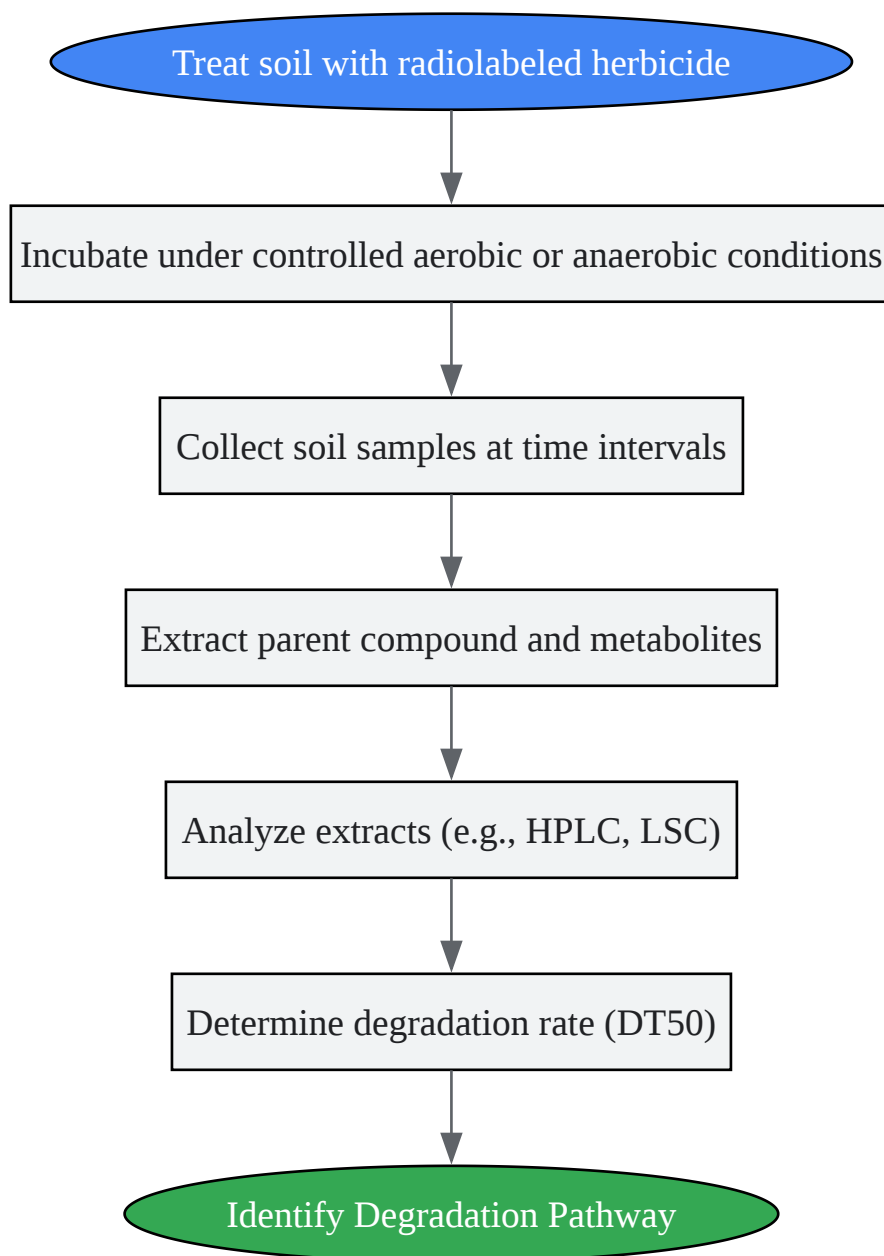 Treat soil with radiolabeled herbicide
Incubate under controlled aerobic or anaerobic conditions
Collect soil samples at time intervals
Extract parent compound and metabolites
Analyze extracts (e.g., HPLC, LSC)
Determine degradation rate (DT50)
Identify Degradation Pathway